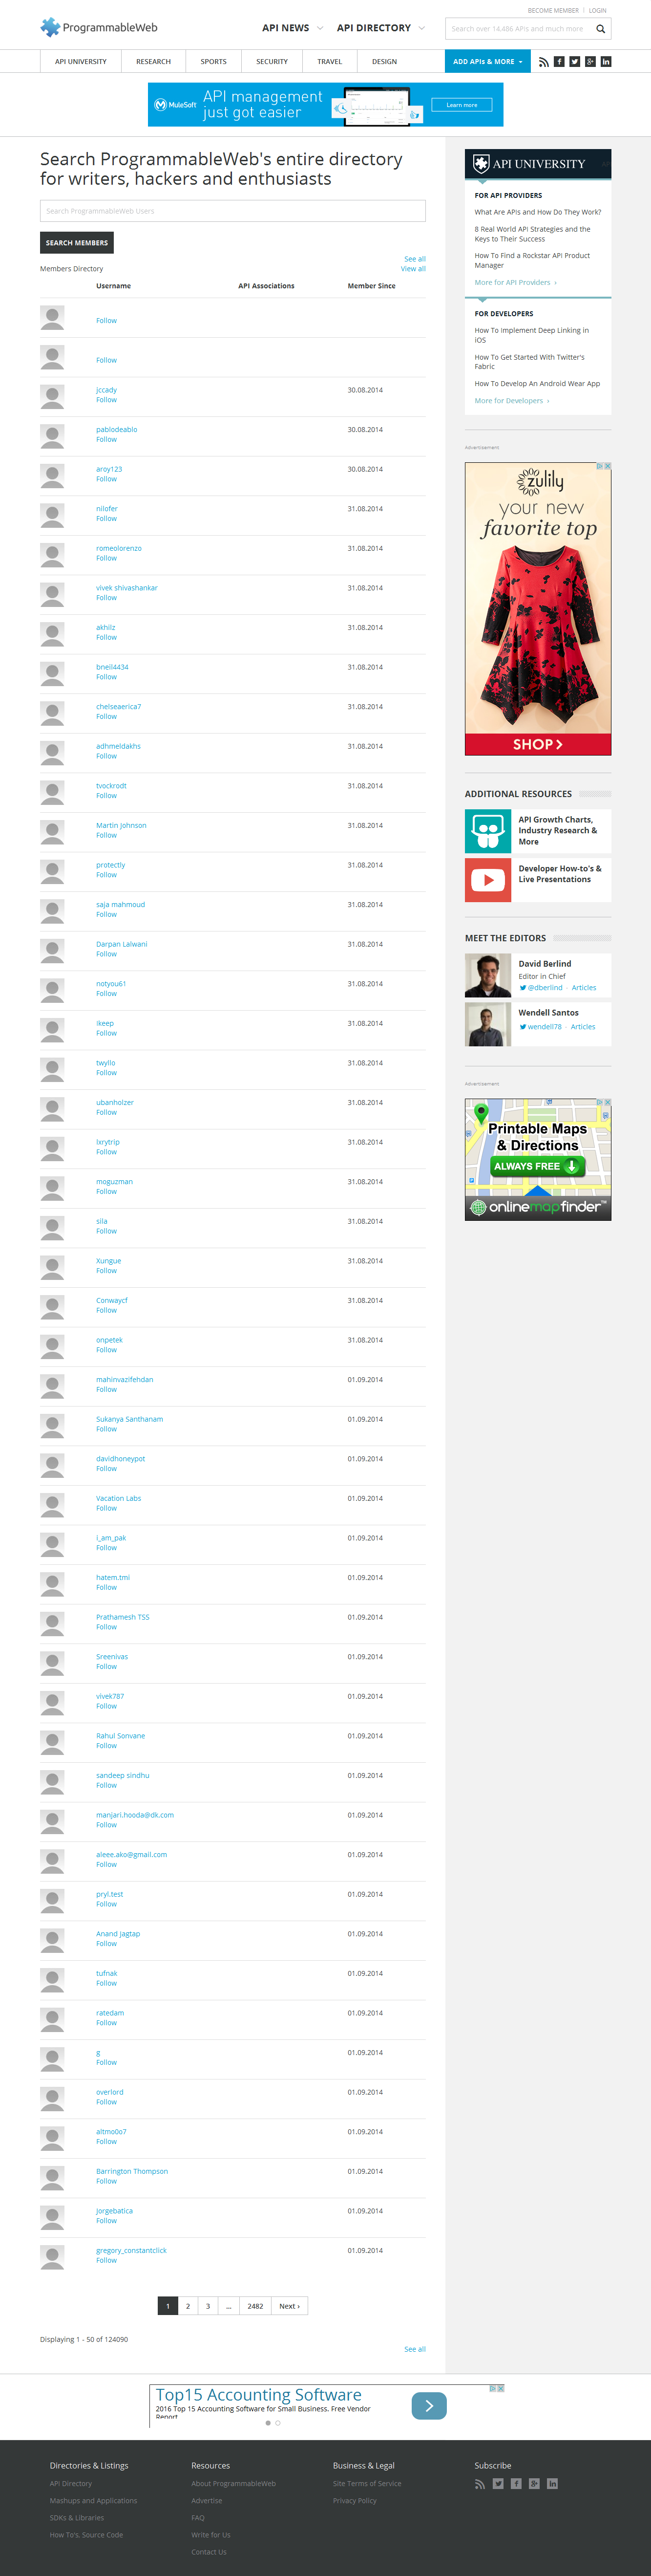 BECOME MEMBER | LOGIN
ProgrammableWeb
API NEWS
API DIRECTORY
Search over 14,486 APIs and much more
API UNIVERSITY
RESEARCH
SPORTS
SECURITY
TRAVEL
DESIGN
ADD APIs & MORE
MuleSoft
API management
just got easier
Learn more
Search ProgrammableWeb's entire directory
for writers, hackers and enthusiasts
Search ProgrammableWeb Users
SEARCH MEMBERS
See all
Members Directory
View all
Username API Associations Member Since
Follow
Follow
jccady 30.08.2014
Follow
pablodeablo 30.08.2014
Follow
aroy123 30.08.2014
Follow
nilofer 31.08.2014
Follow
romeolorenzo 31.08.2014
Follow
vivek shivashankar 31.08.2014
Follow
akhilz 31.08.2014
Follow
bneil4434 31.08.2014
Follow
chelseaerica7 31.08.2014
Follow
adhmeldakhs 31.08.2014
Follow
tvockrodt 31.08.2014
Follow
Martin Johnson 31.08.2014
Follow
protectly 31.08.2014
Follow
saja mahmoud 31.08.2014
Follow
Darpan Lalwani 31.08.2014
Follow
notyou61 31.08.2014
Follow
ikeep 31.08.2014
Follow
twyllo 31.08.2014
Follow
ubanholzer 31.08.2014
Follow
lxrytrip 31.08.2014
Follow
moguzman 31.08.2014
Follow
sila 31.08.2014
Follow
Xungue 31.08.2014
Follow
Conwaycf 31.08.2014
Follow
onpetek 31.08.2014
Follow
mahinvazifehdan 01.09.2014
Follow
Sukanya Santhanam 01.09.2014
Follow
davidhoneypot 01.09.2014
Follow
Vacation Labs 01.09.2014
Follow
i_am_pak 01.09.2014
Follow
hatem.tmi 01.09.2014
Follow
Prathamesh TSS 01.09.2014
Follow
Sreenivas 01.09.2014
Follow
vivek787 01.09.2014
Follow
Rahul Sonvane 01.09.2014
Follow
sandeep sindhu 01.09.2014
Follow
manjari.hooda@dk.com 01.09.2014
Follow
aleee.ako@gmail.com 01.09.2014
Follow
pryl.test 01.09.2014
Follow
Anand Jagtap 01.09.2014
Follow
tufnak 01.09.2014
Follow
ratedam 01.09.2014
Follow
g 01.09.2014
Follow
overlord 01.09.2014
Follow
altmo0o7 01.09.2014
Follow
Barrington Thompson 01.09.2014
Follow
Jorgebatica 01.09.2014
Follow
gregory_constantclick 01.09.2014
Follow
1 2 3 ... 2482 Next ›
Displaying 1 - 50 of 124090
See all
API UNIVERSITY
FOR API PROVIDERS
What Are APIs and How Do They Work?
8 Real World API Strategies and the
Keys to Their Success
How To Find a Rockstar API Product
Manager
More for API Providers ›
FOR DEVELOPERS
How To Implement Deep Linking in
iOS
How To Get Started With Twitter's
Fabric
How To Develop An Android Wear App
More for Developers ›
Advertisement
zulily
your new
favorite top
SHOP
ADDITIONAL RESOURCES
API Growth Charts,
Industry Research &
More
Developer How-to's &
Live Presentations
MEET THE EDITORS
David Berlind
Editor in Chief
@dberlind - Articles
Wendell Santos
wendell78 - Articles
Advertisement
Printable Maps
& Directions
ALWAYS FREE
onlinemapfinder™
Top15 Accounting Software
2016 Top 15 Accounting Software for Small Business. Free Vendor
Report
Directories & Listings
API Directory
Mashups and Applications
SDKs & Libraries
How To's, Source Code
Resources
About ProgrammableWeb
Advertise
FAQ
Write for Us
Contact Us
Business & Legal
Site Terms of Service
Privacy Policy
Subscribe